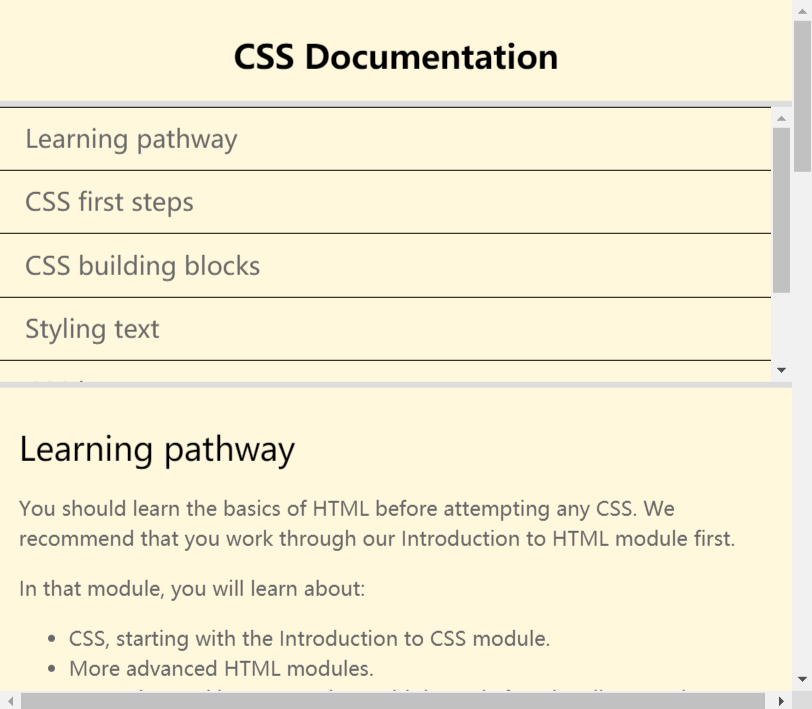 CSS Documentation
Learning pathway
CSS first steps
CSS building blocks
Styling text
Learning pathway
You should learn the basics of HTML before attempting any CSS. We
recommend that you work through our Introduction to HTML module first.
In that module, you will learn about:
• CSS, starting with the Introduction to CSS module.
• More advanced HTML modules.